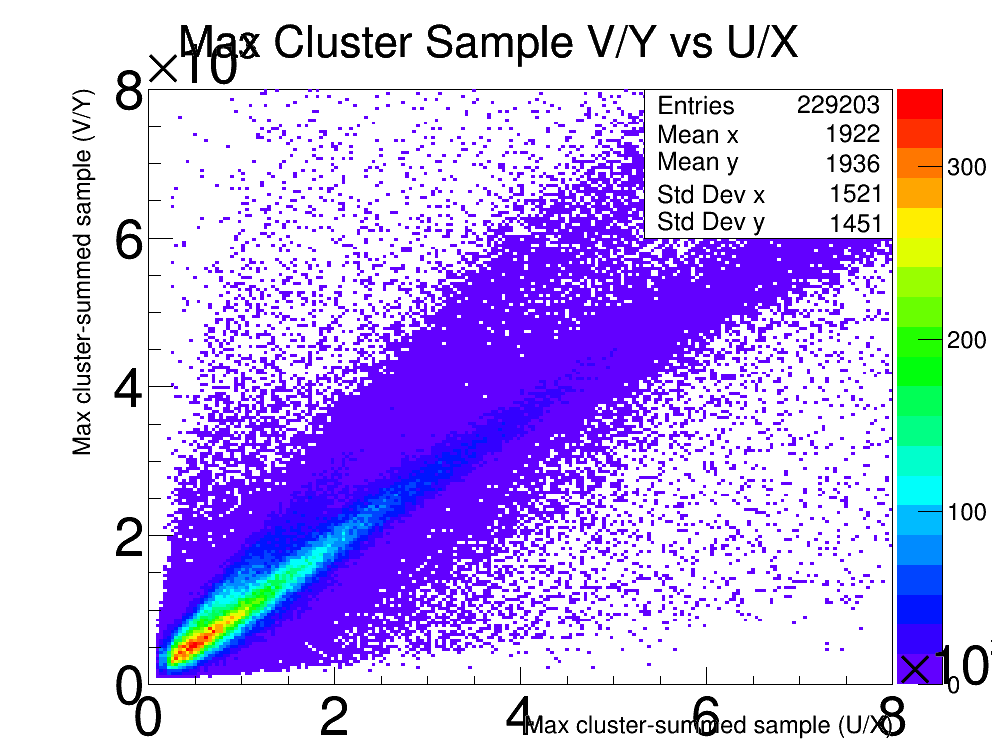 Max Cluster Sample V/Y vs U/X
×10³
Max cluster-summed sample (V/Y)
8
6
4
2
0
Entries 229203
Mean x 1922
Mean y 1936
Std Dev x 1521
Std Dev y 1451
300
200
100
0
×10
0 2 4 6 8
Max cluster-summed sample (U/X)